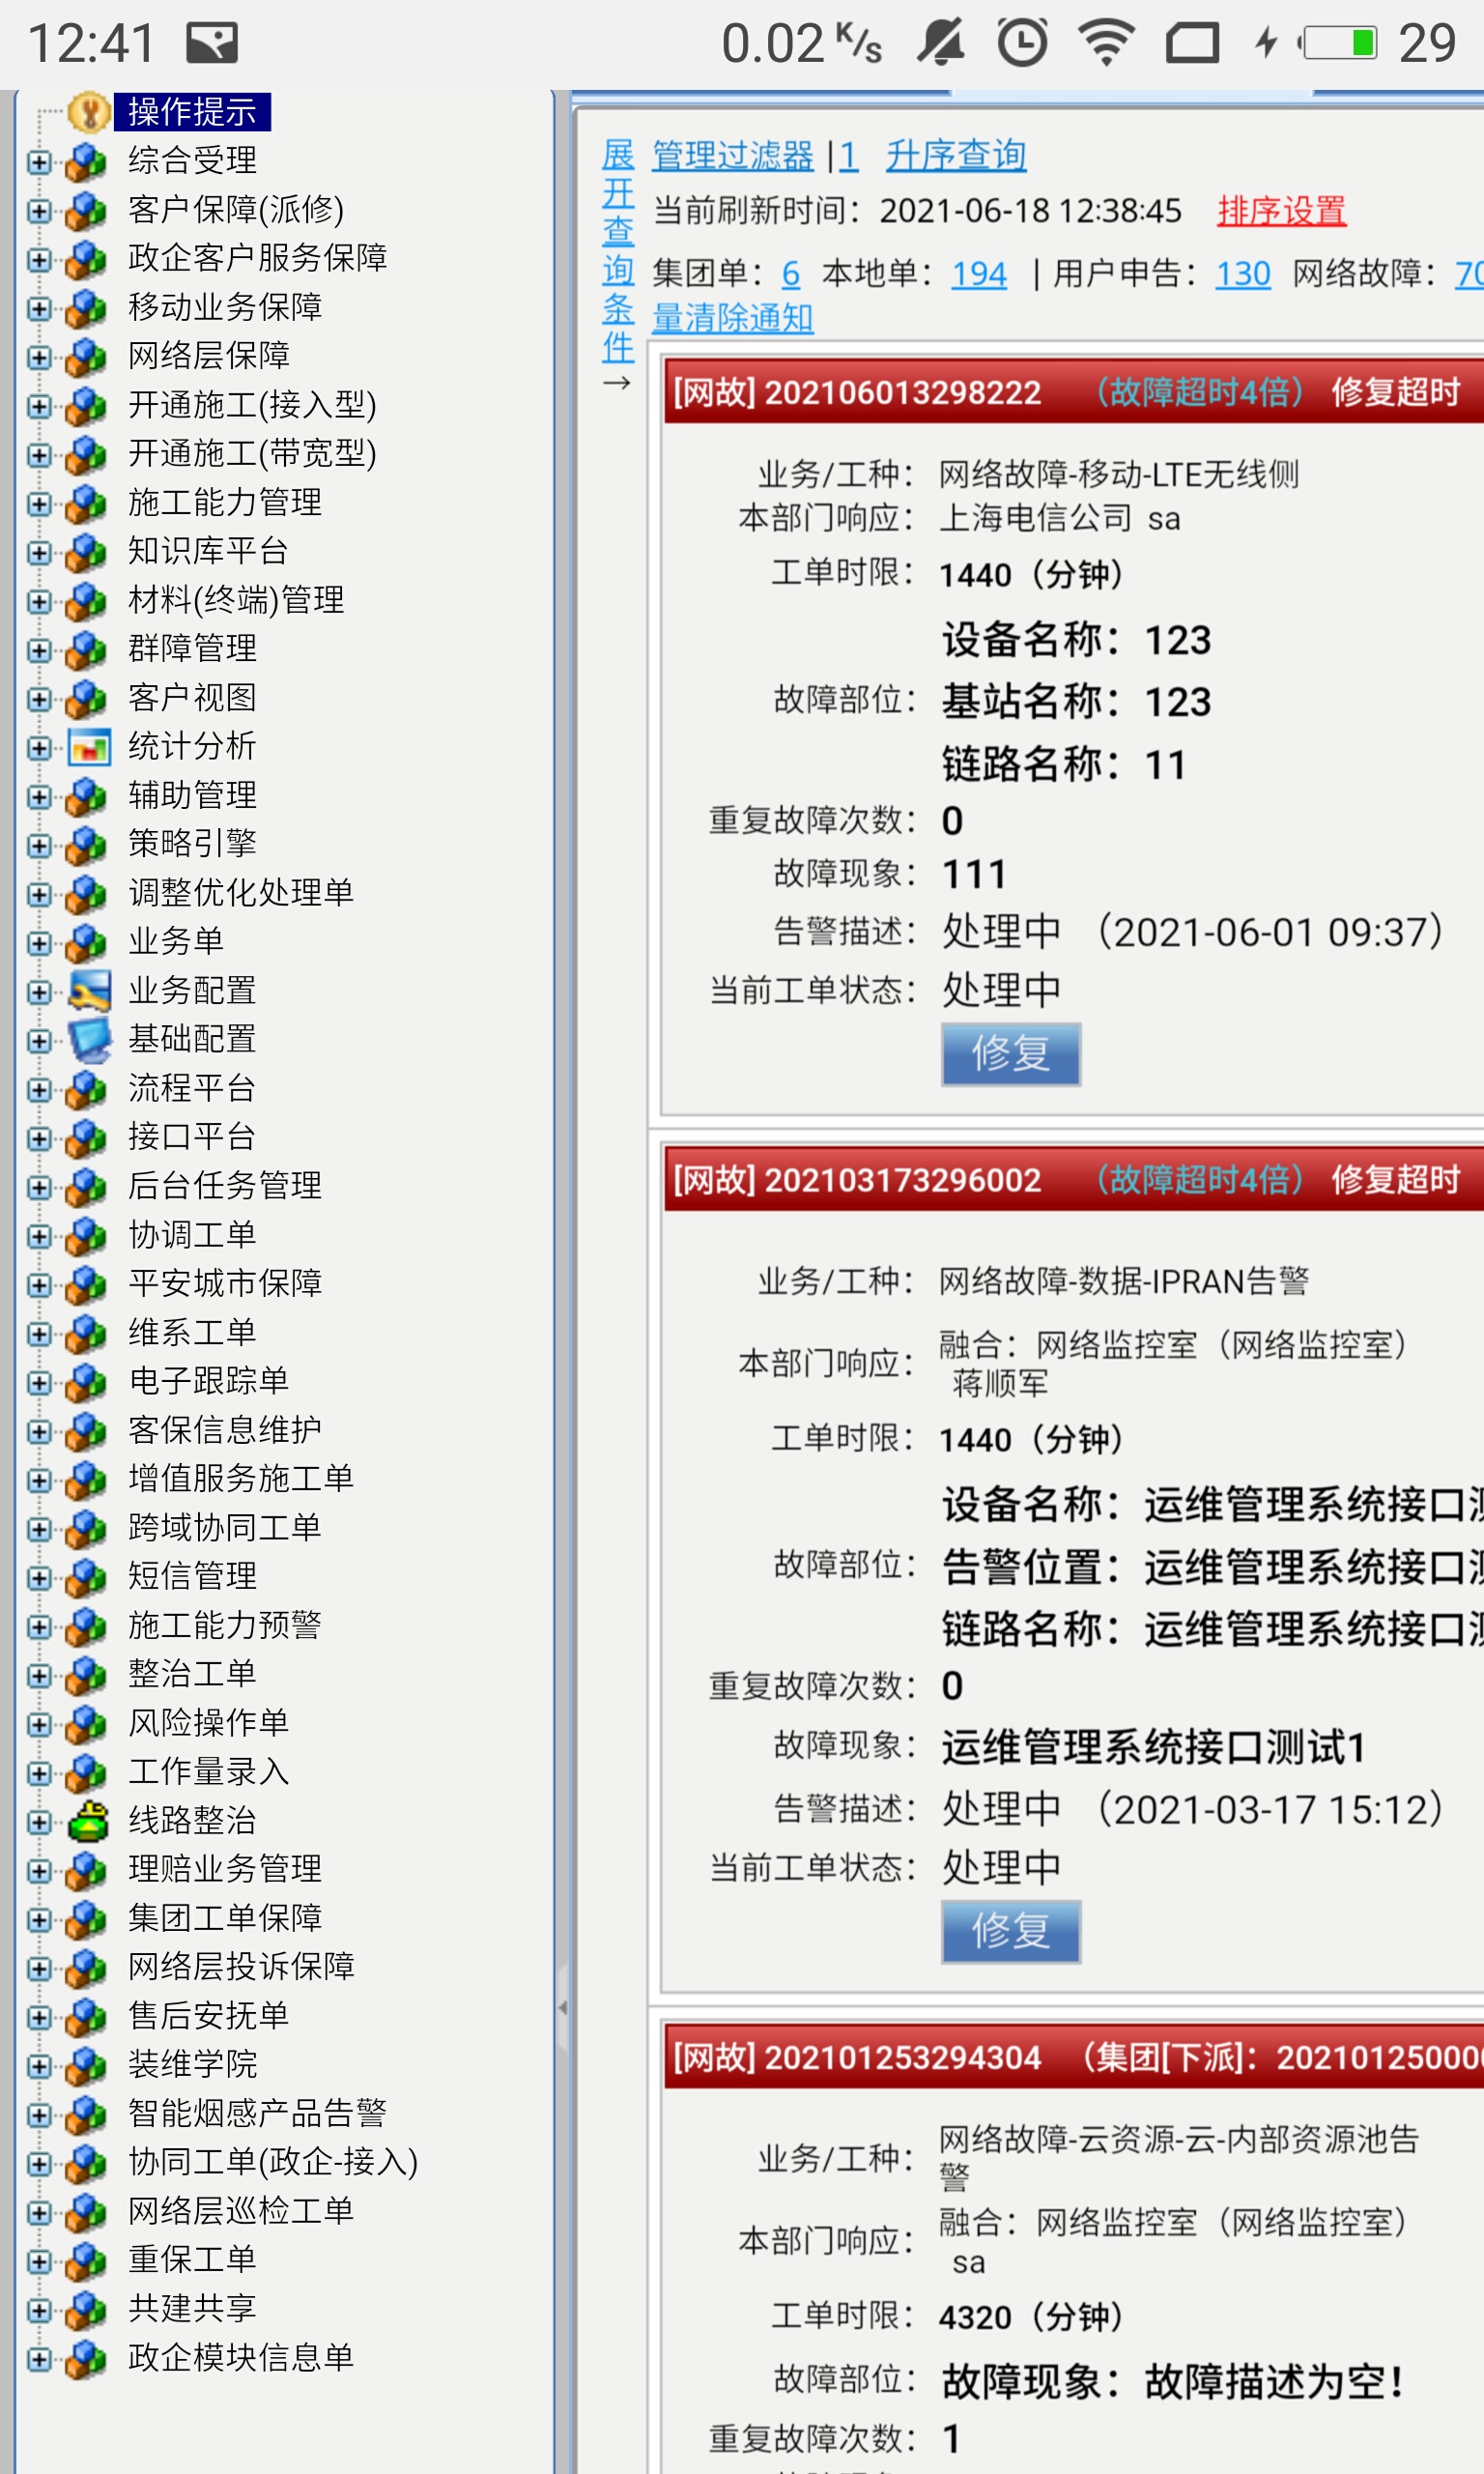 12:41
0.02 K/S
29
操作提示
综合受理
客户保障(派修)
政企客户服务保障
移动业务保障
网络层保障
开通施工(接入型)
开通施工(带宽型)
施工能力管理
知识库平台
材料(终端)管理
群障管理
客户视图
统计分析
辅助管理
策略引擎
调整优化处理单
业务单
业务配置
基础配置
流程平台
接口平台
后台任务管理
协调工单
平安城市保障
维系工单
电子跟踪单
客保信息维护
增值服务施工单
跨域协同工单
短信管理
施工能力预警
整治工单
风险操作单
工作量录入
线路整治
理赔业务管理
集团工单保障
网络层投诉保障
售后安抚单
装维学院
智能烟感产品告警
协同工单(政企-接入)
网络层巡检工单
重保工单
共建共享
政企模块信息单
展开查询条件→
管理过滤器 |1 升序查询
当前刷新时间：2021-06-18 12:38:45 排序设置
集团单：6 本地单：194 | 用户申告：130 网络故障：70
量清除通知
[网故] 202106013298222 （故障超时4倍） 修复超时
业务/工种：网络故障-移动-LTE无线侧
本部门响应：上海电信公司 sa
工单时限：1440（分钟）
设备名称：123
故障部位：基站名称：123
链路名称：11
重复故障次数：0
故障现象：111
告警描述：处理中 （2021-06-01 09:37）
当前工单状态：处理中
修复
[网故] 202103173296002 （故障超时4倍） 修复超时
业务/工种：网络故障-数据-IPRAN告警
本部门响应：融合：网络监控室（网络监控室）
蒋顺军
工单时限：1440（分钟）
设备名称：运维管理系统接口测
故障部位：告警位置：运维管理系统接口测
链路名称：运维管理系统接口测
重复故障次数：0
故障现象：运维管理系统接口测试1
告警描述：处理中 （2021-03-17 15:12）
当前工单状态：处理中
修复
[网故] 202101253294304 （集团[下派]：20210125000
业务/工种：网络故障-云资源-云-内部资源池告
警
本部门响应：融合：网络监控室（网络监控室）
sa
工单时限：4320（分钟）
故障部位：故障现象：故障描述为空！
重复故障次数：1